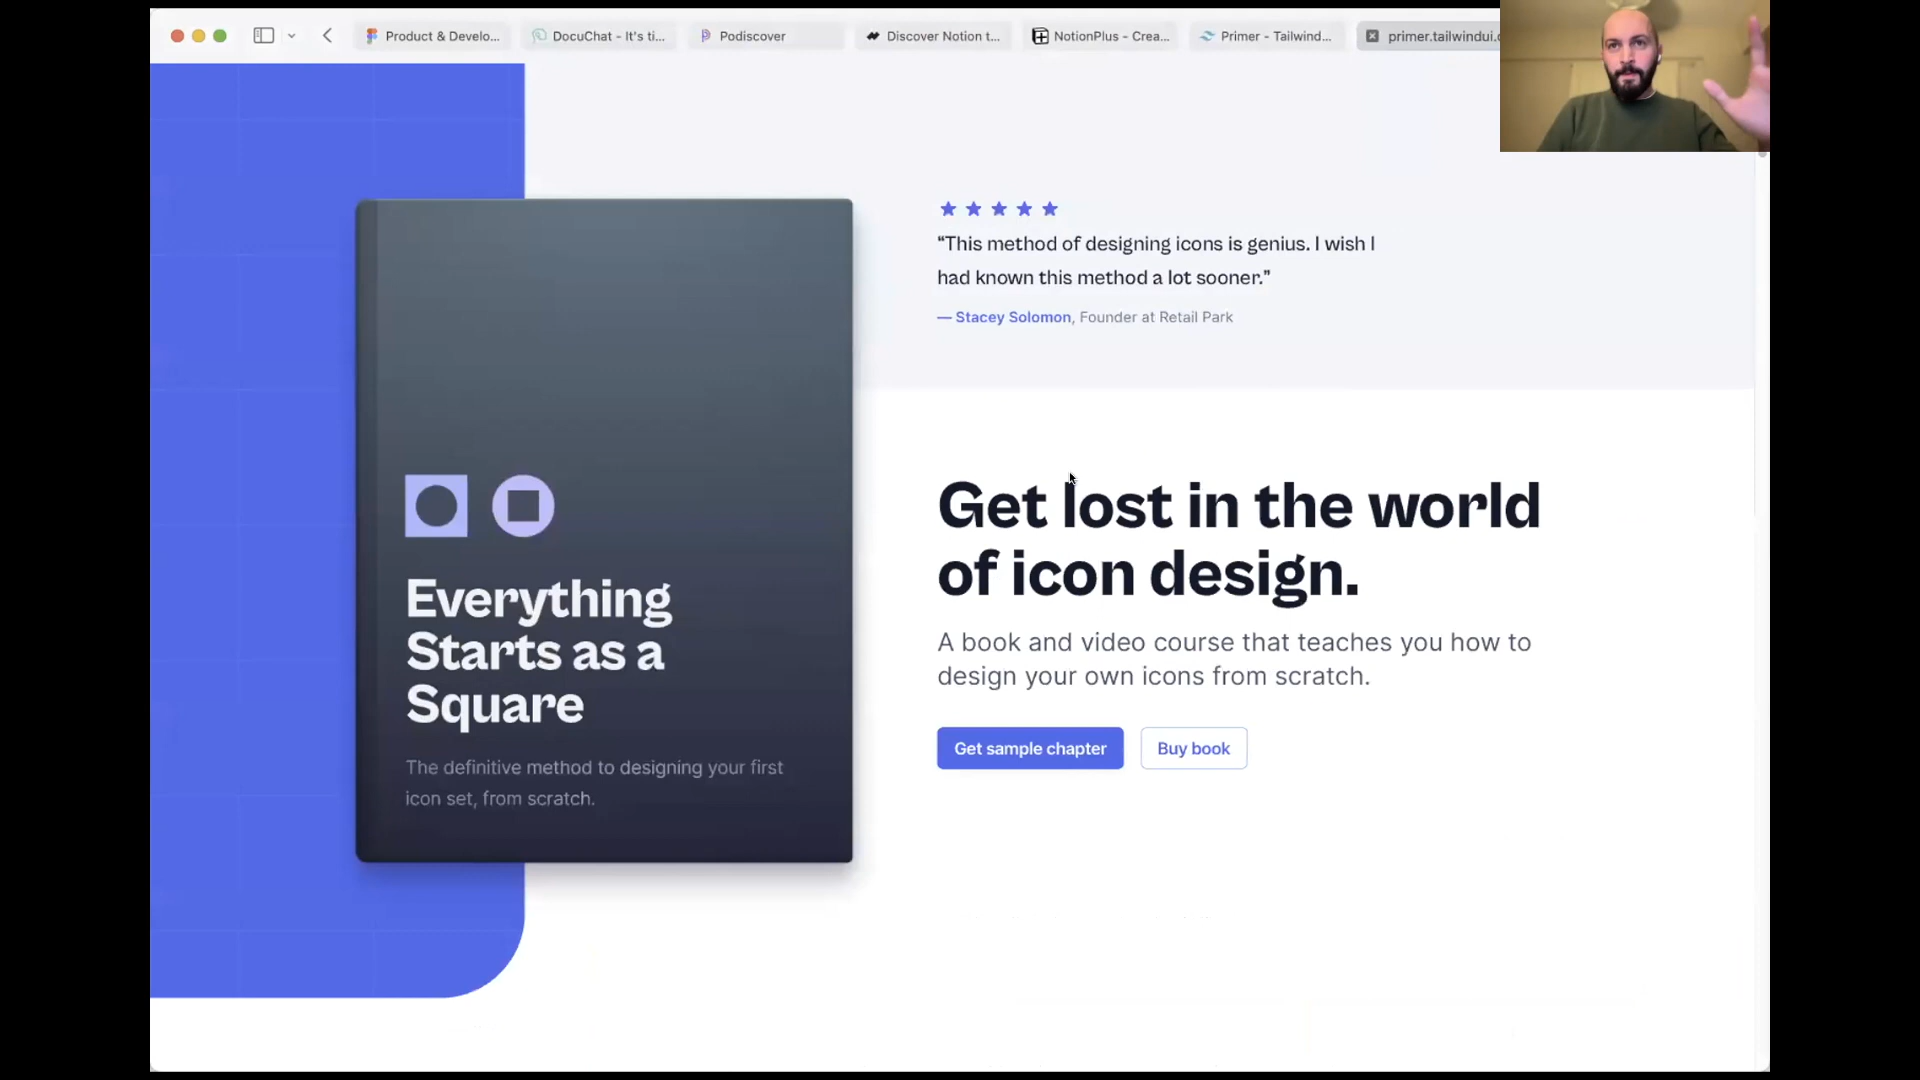 Product & Develo...
DocuChat - It's ti...
Podiscover
Discover Notion t...
NotionPlus - Crea...
Primer - Tailwind...
primer.tailwindui.c
“This method of designing icons is genius. I wish I
had known this method a lot sooner.”
— Stacey Solomon, Founder at Retail Park
Everything
Starts as a
Square
The definitive method to designing your first
icon set, from scratch.
Get lost in the world
of icon design.
A book and video course that teaches you how to
design your own icons from scratch.
Get sample chapter
Buy book